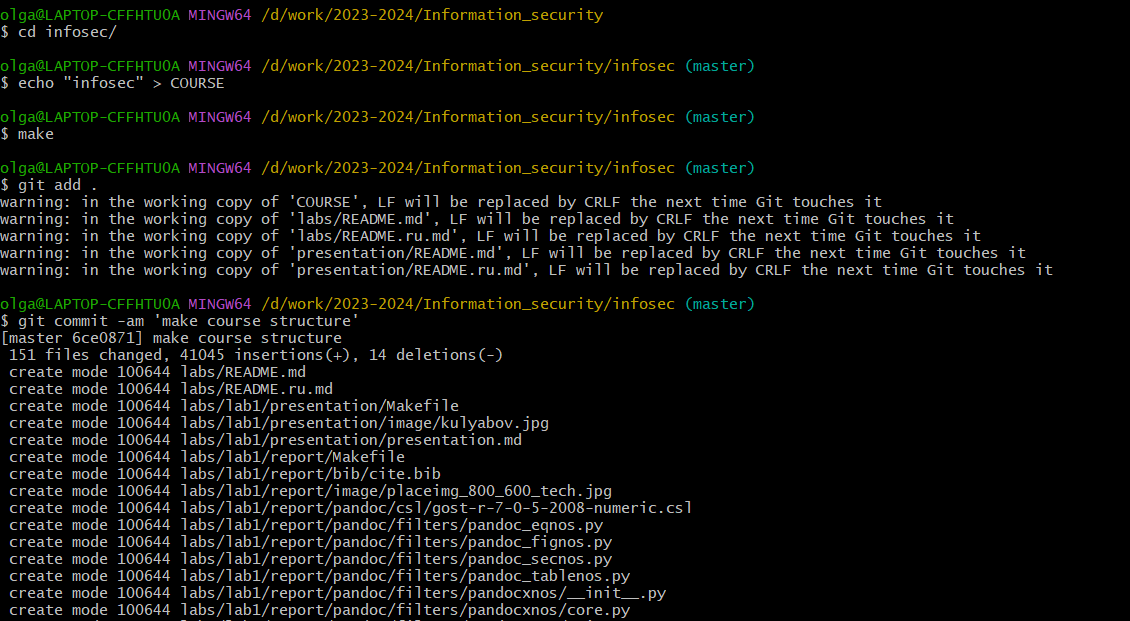 olga@LAPTOP-CFFHTU0A MINGW64 /d/work/2023-2024/Information_security
$ cd infosec/
olga@LAPTOP-CFFHTU0A MINGW64 /d/work/2023-2024/Information_security/infosec (master)
$ echo "infosec" > COURSE
olga@LAPTOP-CFFHTU0A MINGW64 /d/work/2023-2024/Information_security/infosec (master)
$ make
olga@LAPTOP-CFFHTU0A MINGW64 /d/work/2023-2024/Information_security/infosec (master)
$ git add .
warning: in the working copy of 'COURSE', LF will be replaced by CRLF the next time Git touches it
warning: in the working copy of 'labs/README.md', LF will be replaced by CRLF the next time Git touches it
warning: in the working copy of 'labs/README.ru.md', LF will be replaced by CRLF the next time Git touches it
warning: in the working copy of 'presentation/README.md', LF will be replaced by CRLF the next time Git touches it
warning: in the working copy of 'presentation/README.ru.md', LF will be replaced by CRLF the next time Git touches it
olga@LAPTOP-CFFHTU0A MINGW64 /d/work/2023-2024/Information_security/infosec (master)
$ git commit -am 'make course structure'
[master 6ce0871] make course structure
151 files changed, 41045 insertions(+), 14 deletions(-)
create mode 100644 labs/README.md
create mode 100644 labs/README.ru.md
create mode 100644 labs/lab1/presentation/Makefile
create mode 100644 labs/lab1/presentation/image/kulyabov.jpg
create mode 100644 labs/lab1/presentation/presentation.md
create mode 100644 labs/lab1/report/Makefile
create mode 100644 labs/lab1/report/bib/cite.bib
create mode 100644 labs/lab1/report/image/placeimg_800_600_tech.jpg
create mode 100644 labs/lab1/report/pandoc/csl/gost-r-7-0-5-2008-numeric.csl
create mode 100644 labs/lab1/report/pandoc/filters/pandoc_eqnos.py
create mode 100644 labs/lab1/report/pandoc/filters/pandoc_fignos.py
create mode 100644 labs/lab1/report/pandoc/filters/pandoc_secnos.py
create mode 100644 labs/lab1/report/pandoc/filters/pandoc_tablenos.py
create mode 100644 labs/lab1/report/pandoc/filters/pandocxnos/__init__.py
create mode 100644 labs/lab1/report/pandoc/filters/pandocxnos/core.py